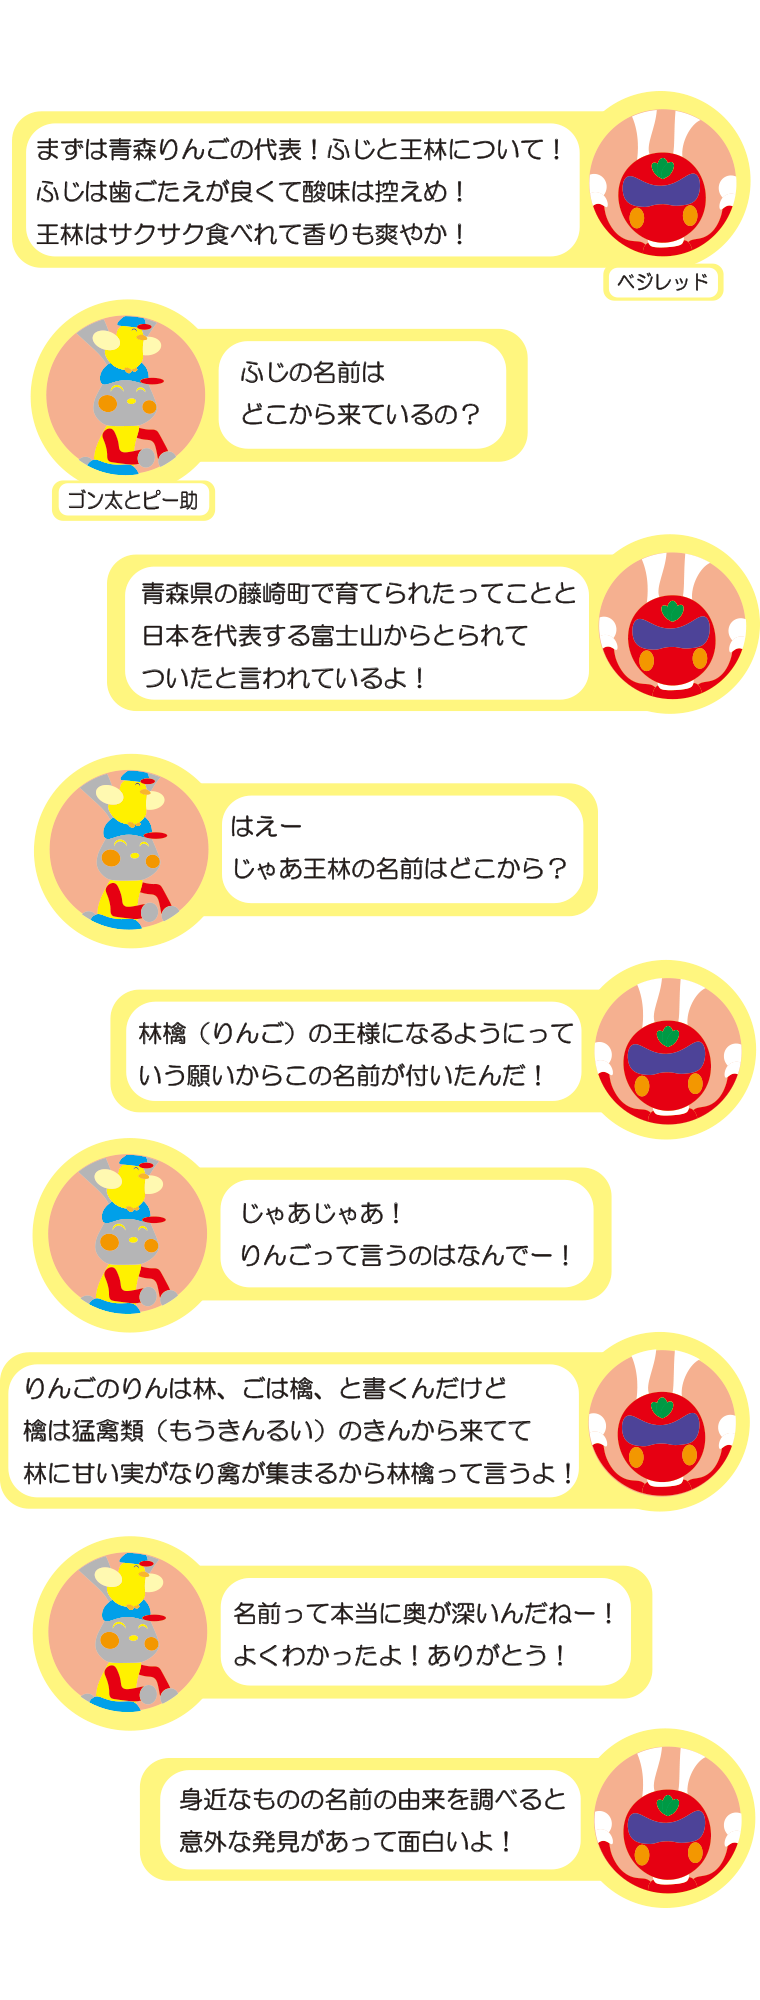 まずは青森りんごの代表！ふじと王林について！
ふじは歯ごたえが良くて酸味は控えめ！
王林はサクサク食べれて香りも爽やか！
ベジレッド
ふじの名前は
どこから来ているの？
ゴン太とピー助
青森県の藤崎町で育てられたってことと
日本を代表する富士山からとられて
ついたと言われているよ！
はえー
じゃあ王林の名前はどこから？
林檎（りんご）の王様になるようにって
いう願いからこの名前が付いたんだ！
じゃあじゃあ！
りんごって言うのはなんでー！
りんごのりんは林、ごは檎、と書くんだけど
檎は猛禽類（もうきんるい）のきんから来てて
林に甘い実がなり禽が集まるから林檎って言うよ！
名前って本当に奥が深いんだねー！
よくわかったよ！ありがとう！
身近なものの名前の由来を調べると
意外な発見があって面白いよ！